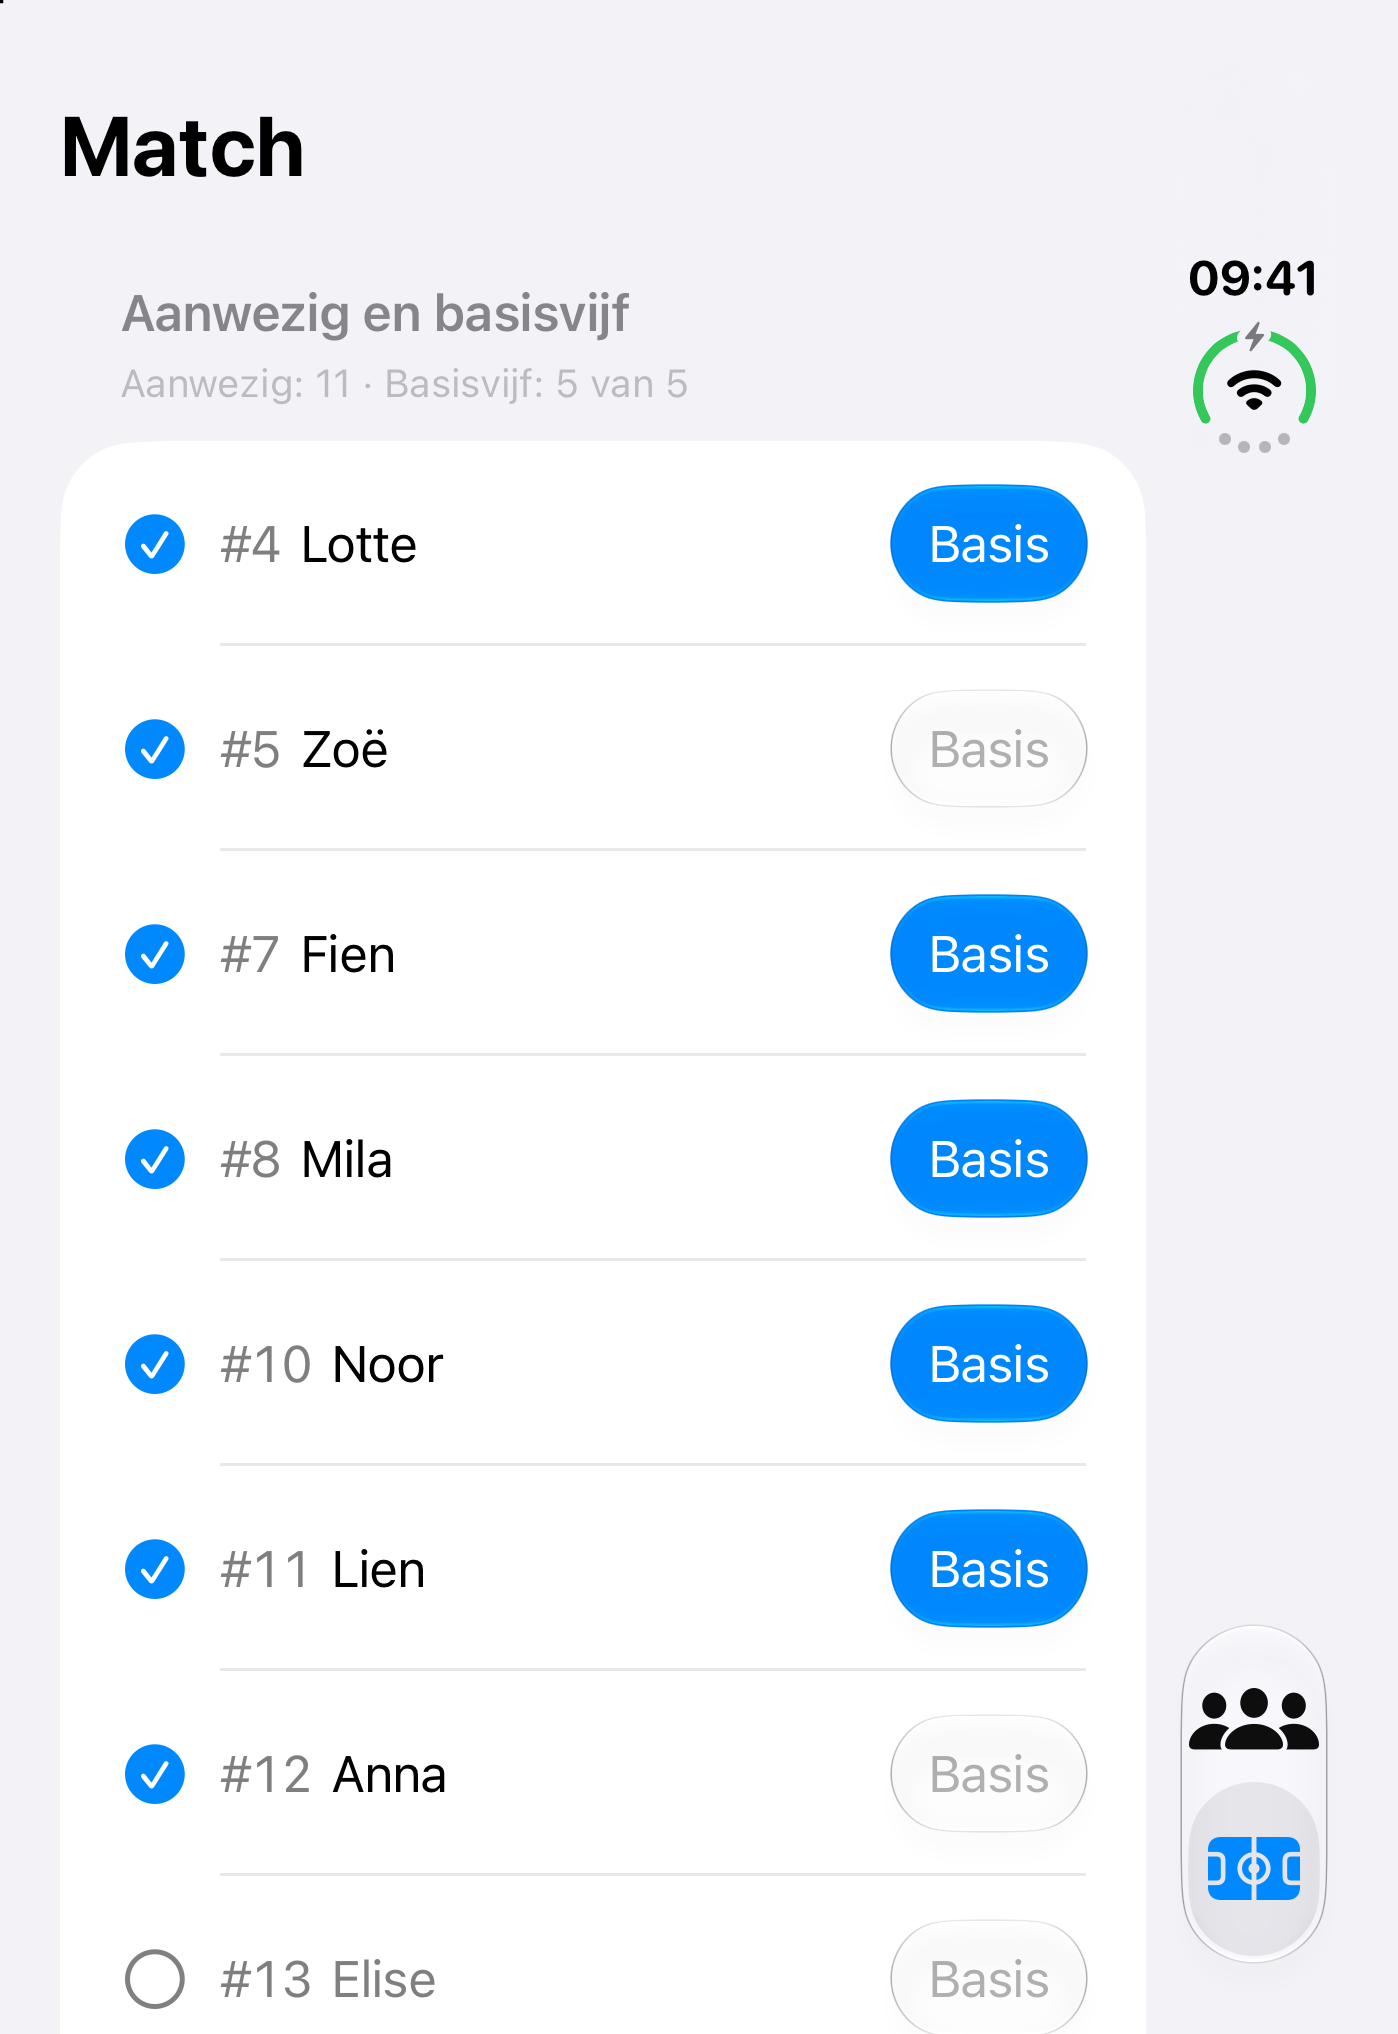 Match
09:41
Aanwezig en basisvijf
Aanwezig: 11 · Basisvijf: 5 van 5
#4 Lotte Basis
#5 Zoë Basis
#7 Fien Basis
#8 Mila Basis
#10 Noor Basis
#11 Lien Basis
#12 Anna Basis
#13 Elise Basis